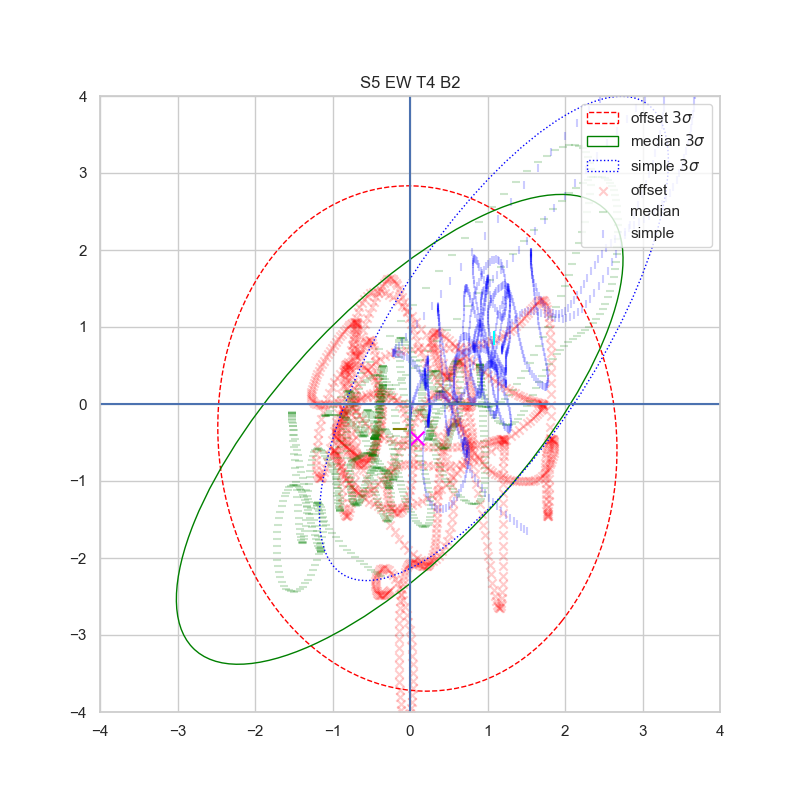 S5 EW T4 B2
4
3
2
1
0
−1
−2
−3
−4
−4 −3 −2 −1 0 1 2 3 4
offset 3σ
median 3σ
simple 3σ
offset
median
simple